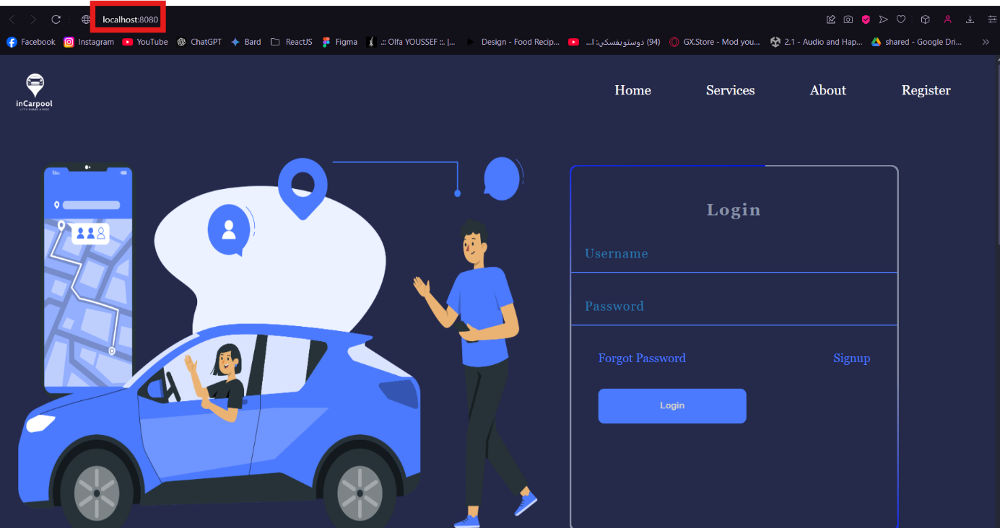 localhost:8080
Facebook Instagram YouTube ChatGPT Bard ReactJS Figma .:: Olfa YOUSSEF ::. |... Design - Food Recip... (94) دوستويفسكي: ا... GX.Store - Mod you... 2.1 - Audio and Hap... shared - Google Dri...
inCarpool
LET'S SHARE A RIDE
Home Services About Register
Login
Username
Password
Forgot Password Signup
Login